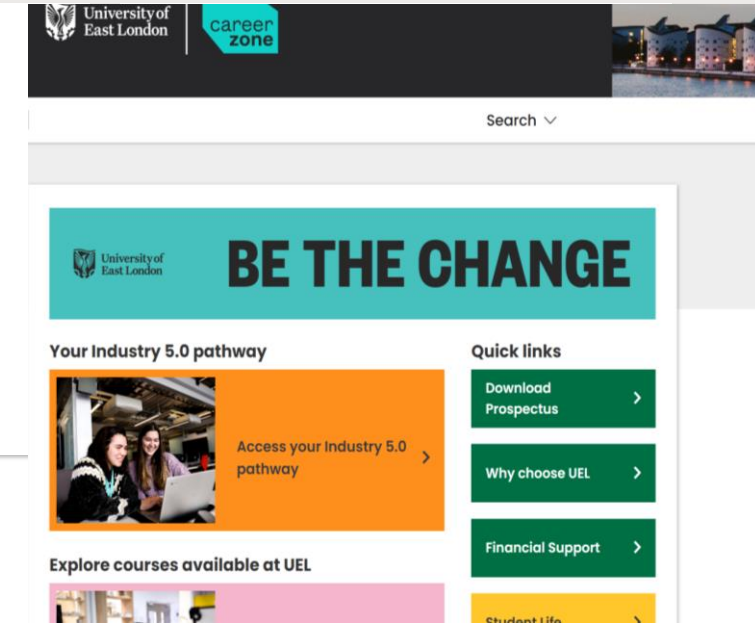 University of
East London
career
zone
Search
University of
East London
BE THE CHANGE
Your Industry 5.0 pathway
Access your Industry 5.0
pathway
Explore courses available at UEL
Quick links
Download
Prospectus
Why choose UEL
Financial Support
Student Life